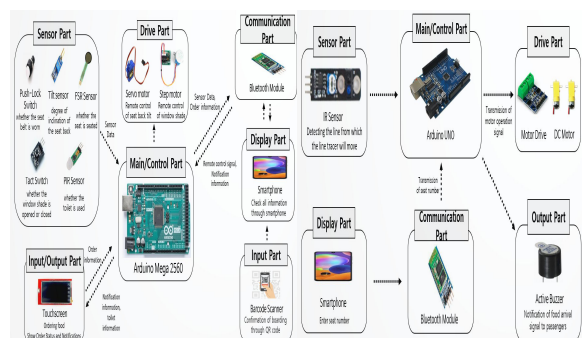 Sensor Part
Push-Lock
Switch
whether the seat
belt is worn
Tilt sensor
degree of
inclination of
the seat back
FSR Sensor
whether the
seat is seated
Tact Switch
whether the
window shade is
opened or closed
PIR Sensor
whether the
toilet is used
Sensor
Data
Drive Part
Servo motor
Remote control
of seat back tilt
Step motor
Remote control
of window shade
Sensor Data,
Order information
Main/Control Part
Arduino Mega 2560
Remote control signal,
Notification
information
Input/Output Part
Touchscreen
Ordering food
Show Order Status and Notifications
Order
information
Notification
information,
toilet
information
Communication
Part
Bluetooth Module
Display Part
Smartphone
Check all information
through smartphone
Input Part
Barcode Scanner
Confirmation of boarding
through QR code
Sensor Part
IR Sensor
Detecting the line from which
the line tracer will move
Main/Control Part
Arduino UNO
Transmission of
motor operation
signal
Drive Part
Motor Drive
DC Motor
Transmission
of seat number
Display Part
Smartphone
Enter seat number
Communication
Part
Bluetooth Module
Output Part
Active Buzzer
Notification of food arrival
signal to passengers